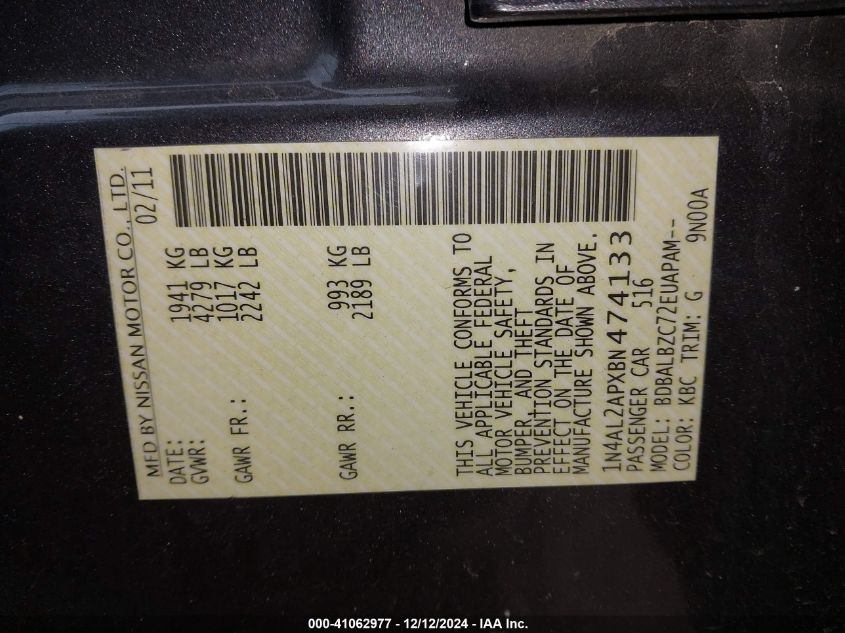 MFD BY NISSAN MOTOR CO., LTD.
DATE: 02/11
GVWR: 1941 KG
4279 LB
GAWR FR.: 1017 KG
2242 LB
GAWR RR.: 993 KG
2189 LB
THIS VEHICLE CONFORMS TO
ALL APPLICABLE FEDERAL
MOTOR VEHICLE SAFETY,
BUMPER, AND THEFT
PREVENTION STANDARDS IN
EFFECT ON THE DATE OF
MANUFACTURE SHOWN ABOVE.
1N4AL2APXBN474133
PASSENGER CAR 516
MODEL: BDBALBZC72EUAPAM--
COLOR: KBC TRIM: G 9N00A
000-41062977 - 12/12/2024 - IAA Inc.